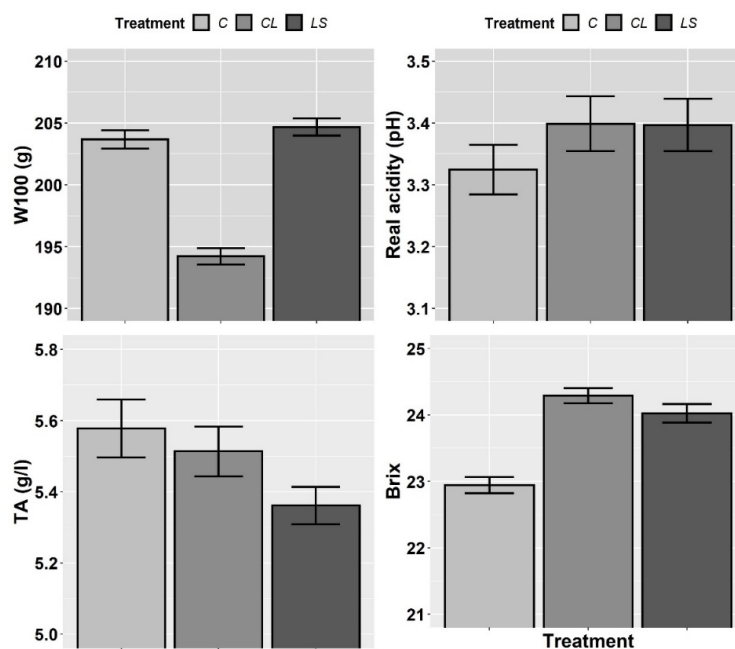 Treatment C CL LS
W100 (g)
210
205
200
195
190
Treatment C CL LS
Real acidity (pH)
3.5
3.4
3.3
3.2
3.1
TA (g/l)
5.8
5.6
5.4
5.2
5.0
Brix
25
24
23
22
21
Treatment